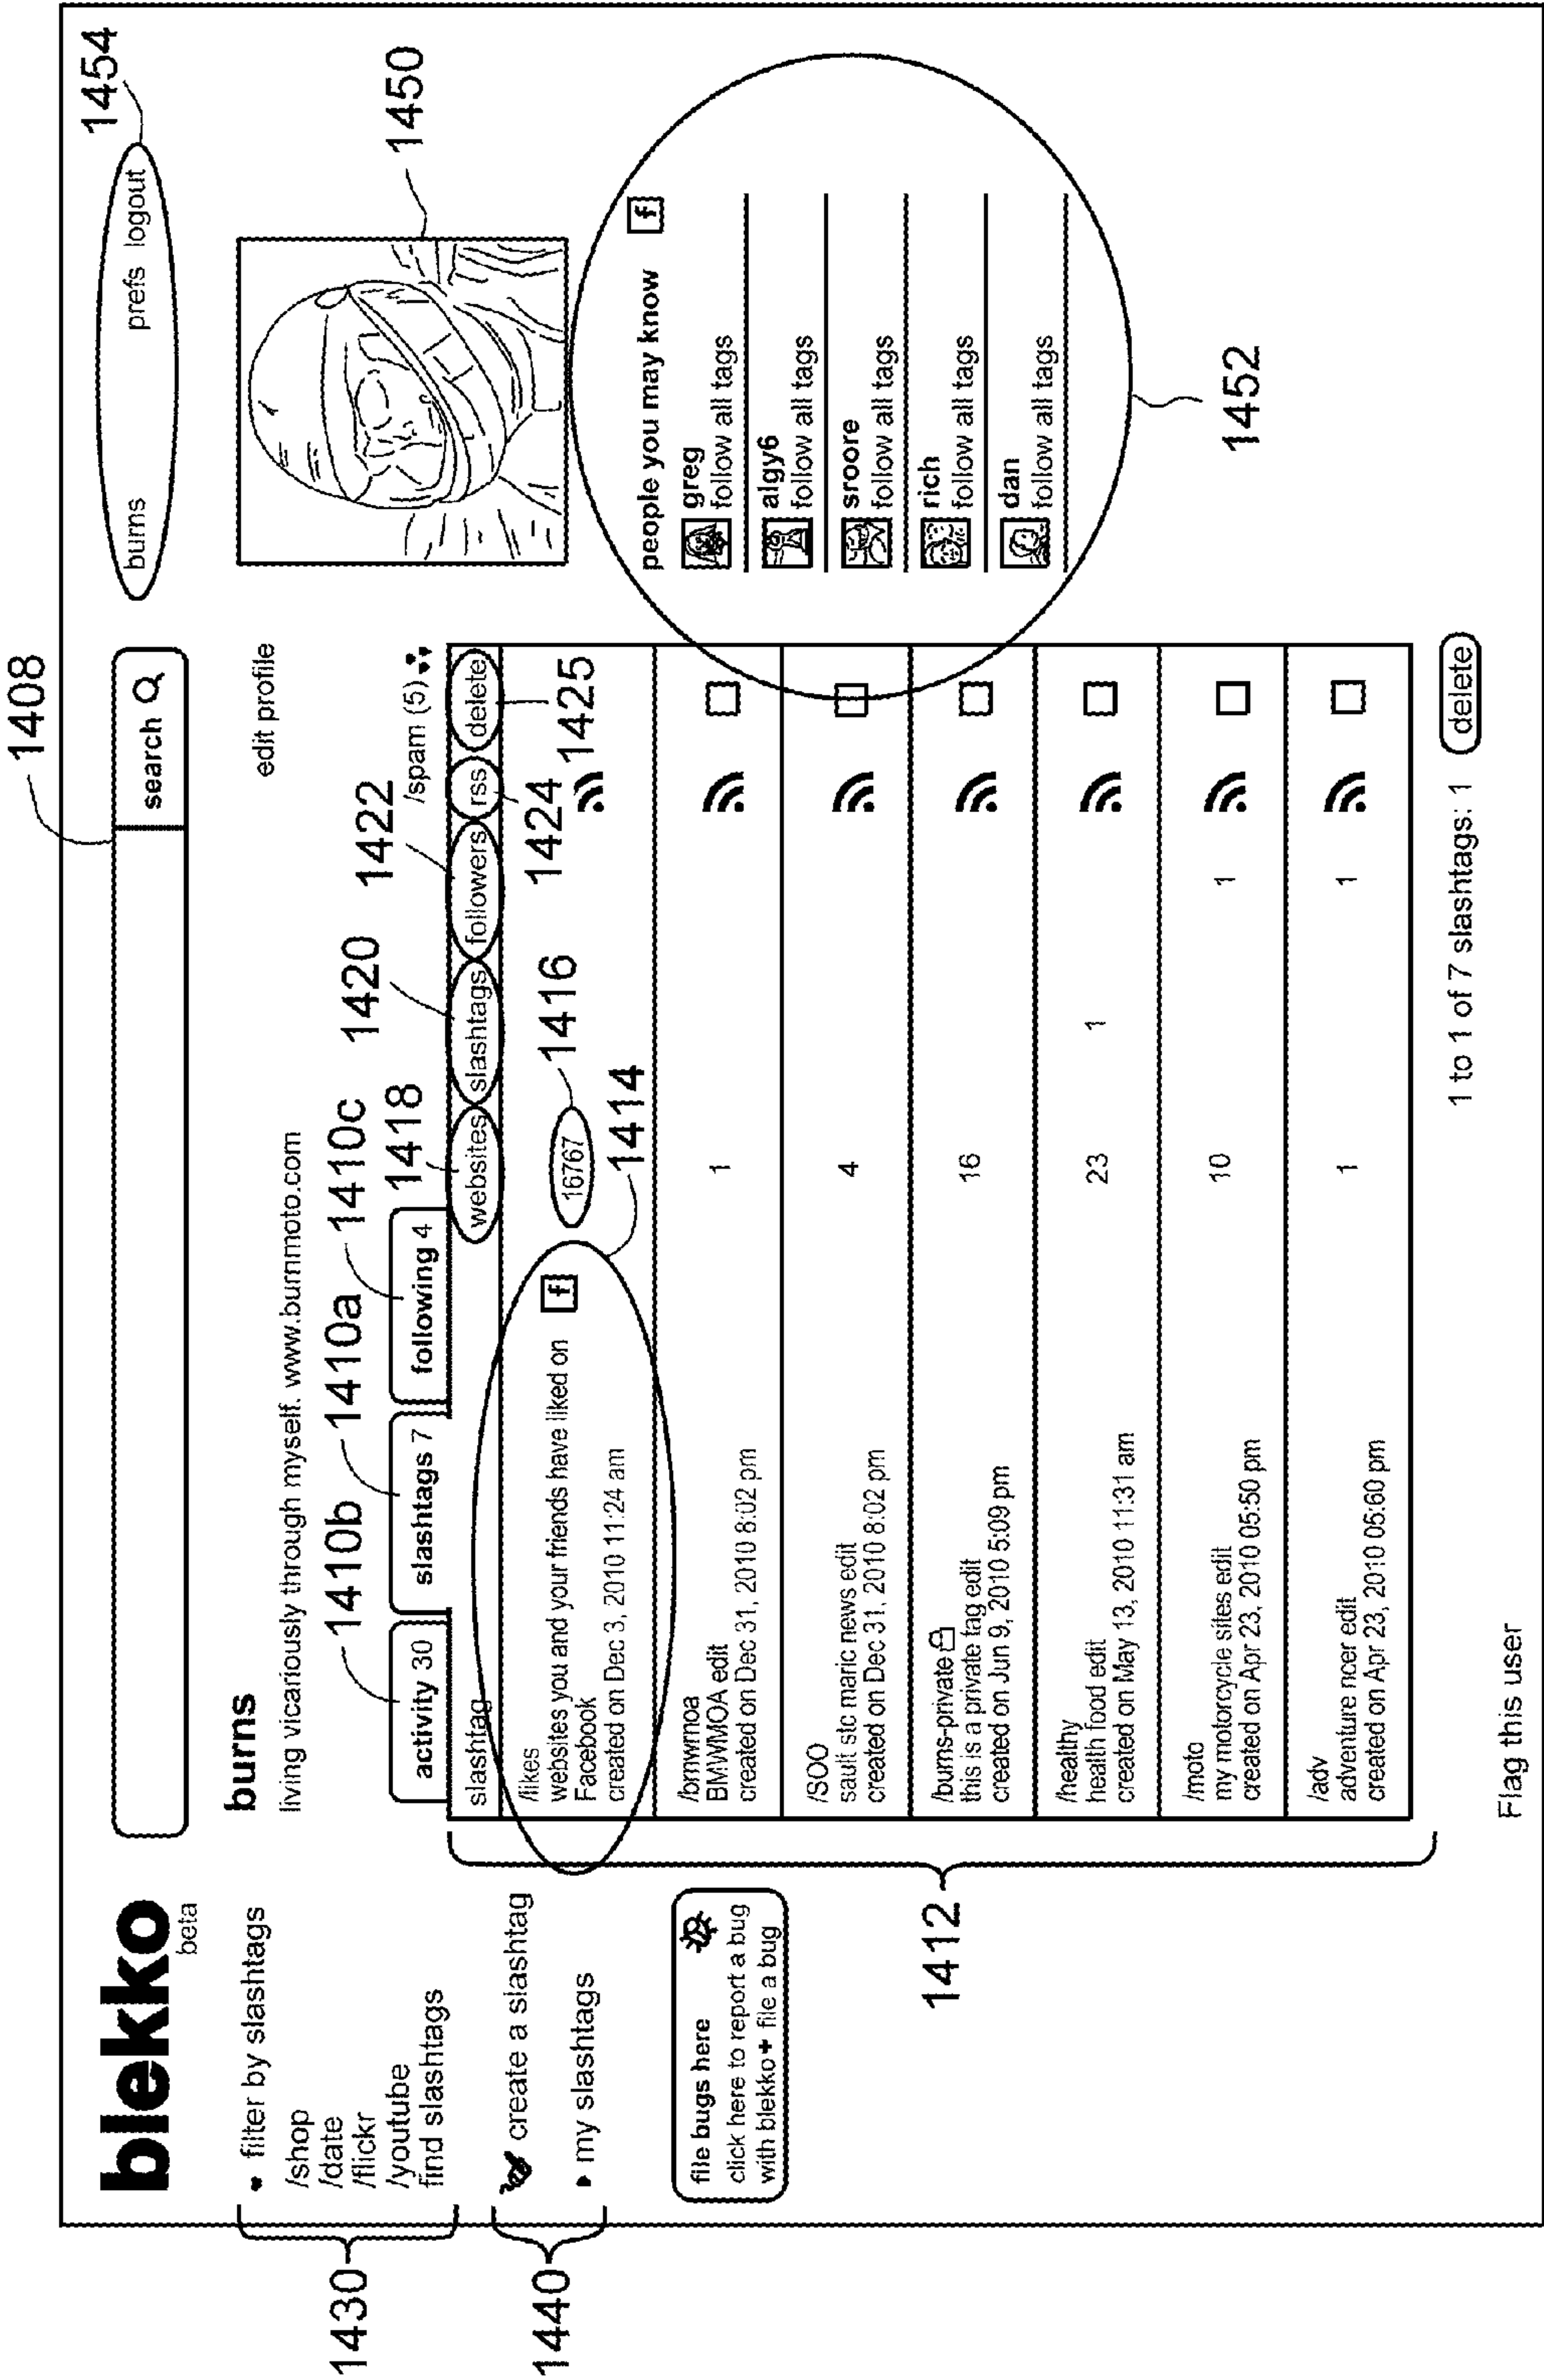 1408
1454
blekko
beta
search
burns prefs logout
1430
filter by slashtags
/shop
/date
/flickr
/youtube
find slashtags
1440
create a slashtag
my slashtags
file bugs here
click here to report a bug
with blekko+ file a bug
burns
edit profile
living vicariously through myself. www.burnmoto.com
1450
1410b 1410a 1410c 1420 1422
1418
activity 30 slashtags 7 following 4
/spam (5)
slashtag websites slashtags followers rss delete
/likes
websites you and your friends have liked on
Facebook
created on Dec 3, 2010 11:24 am
f
16767
1416
1424
1425
1414
/bmwmoa
BMWMOA edit
created on Dec 31, 2010 8:02 pm
1
/SOO
sault stc maric news edit
created on Dec 31, 2010 8:02 pm
4
/burns-private
this is a private tag edit
created on Jun 9, 2010 5:09 pm
16
/healthy
health food edit
created on May 13, 2010 11:31 am
23 1
/moto
my motorcycle sites edit
created on Apr 23, 2010 05:50 pm
10 1
/adv
adventure ncer edit
created on Apr 23, 2010 05:60 pm
1 1
1412
people you may know f
greg
follow all tags
algy6
follow all tags
sroore
follow all tags
rich
follow all tags
dan
follow all tags
1452
1 to 1 of 7 slashtags: 1 delete
Flag this user